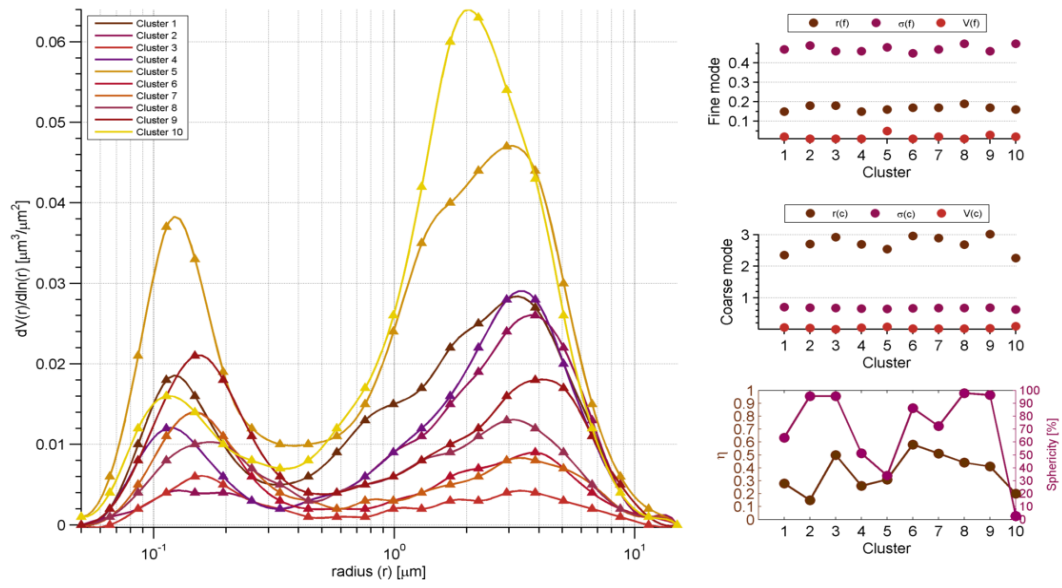 Cluster 1
Cluster 2
Cluster 3
Cluster 4
Cluster 5
Cluster 6
Cluster 7
Cluster 8
Cluster 9
Cluster 10
0.06
0.05
0.04
0.03
0.02
0.01
0
dV(r)/dln(r) [μm³/μm²]
10⁻¹ 10⁰ 10¹
radius (r) [μm]
r(f) σ(f) V(f)
0.4
0.3
0.2
0.1
Fine mode
1 2 3 4 5 6 7 8 9 10
Cluster
r(c) σ(c) V(c)
3
2
1
Coarse mode
1 2 3 4 5 6 7 8 9 10
Cluster
1 100
0.9 90
0.8 80
0.7 70
0.6 60
0.5 50
0.4 40
0.3 30
0.2 20
0.1 10
0 0
η
Sphericity [%]
1 2 3 4 5 6 7 8 9 10
Cluster